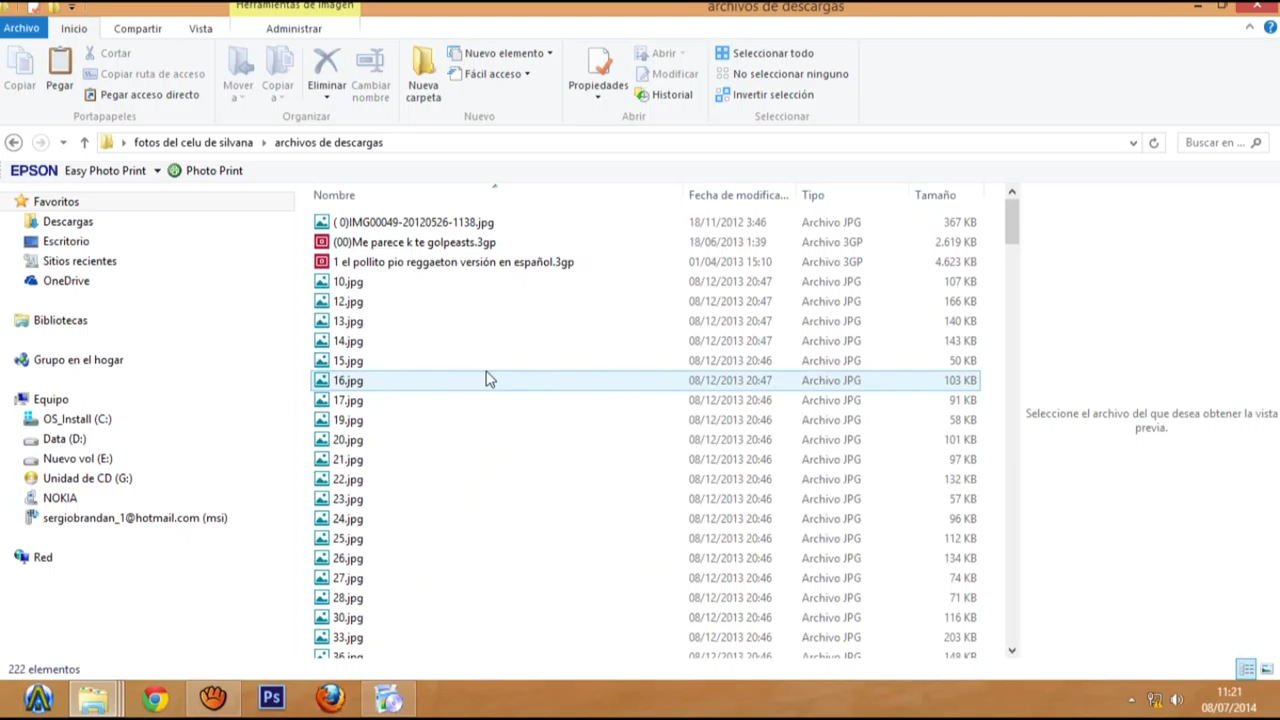 Herramientas de imagen
archivos de descargas
Archivo Inicio Compartir Vista Administrar
Copiar
Pegar
Cortar
Copiar ruta de acceso
Pegar acceso directo
Portapapeles
Mover a
Copiar a
Eliminar
Cambiar nombre
Organizar
Nueva carpeta
Nuevo elemento
Fácil acceso
Nuevo
Propiedades
Abrir
Modificar
Historial
Abrir
Seleccionar todo
No seleccionar ninguno
Invertir selección
Seleccionar
fotos del celu de silvana archivos de descargas
Buscar en ...
EPSON Easy Photo Print Photo Print
Favoritos
Descargas
Escritorio
Sitios recientes
OneDrive
Bibliotecas
Grupo en el hogar
Equipo
OS_Install (C:)
Data (D:)
Nuevo vol (E:)
Unidad de CD (G:)
NOKIA
sergiobrandan_1@hotmail.com (msi)
Red
Nombre Fecha de modifica... Tipo Tamaño
( 0)IMG00049-20120526-1138.jpg 18/11/2012 3:46 Archivo JPG 367 KB
(00)Me parece k te golpeasts.3gp 18/06/2013 1:39 Archivo 3GP 2.619 KB
1 el pollito pio reggaeton versión en español.3gp 01/04/2013 15:10 Archivo 3GP 4.623 KB
10.jpg 08/12/2013 20:47 Archivo JPG 107 KB
12.jpg 08/12/2013 20:47 Archivo JPG 166 KB
13.jpg 08/12/2013 20:47 Archivo JPG 140 KB
14.jpg 08/12/2013 20:47 Archivo JPG 143 KB
15.jpg 08/12/2013 20:46 Archivo JPG 50 KB
16.jpg 08/12/2013 20:47 Archivo JPG 103 KB
17.jpg 08/12/2013 20:46 Archivo JPG 91 KB
19.jpg 08/12/2013 20:46 Archivo JPG 58 KB
20.jpg 08/12/2013 20:46 Archivo JPG 101 KB
21.jpg 08/12/2013 20:46 Archivo JPG 97 KB
22.jpg 08/12/2013 20:46 Archivo JPG 132 KB
23.jpg 08/12/2013 20:46 Archivo JPG 57 KB
24.jpg 08/12/2013 20:46 Archivo JPG 96 KB
25.jpg 08/12/2013 20:46 Archivo JPG 112 KB
26.jpg 08/12/2013 20:46 Archivo JPG 134 KB
27.jpg 08/12/2013 20:46 Archivo JPG 74 KB
28.jpg 08/12/2013 20:46 Archivo JPG 71 KB
30.jpg 08/12/2013 20:46 Archivo JPG 116 KB
33.jpg 08/12/2013 20:46 Archivo JPG 203 KB
36.jpg 08/12/2013 20:46 Archivo JPG 148 KB
Seleccione el archivo del que desea obtener la vista
previa.
222 elementos
Ps
11:21
08/07/2014